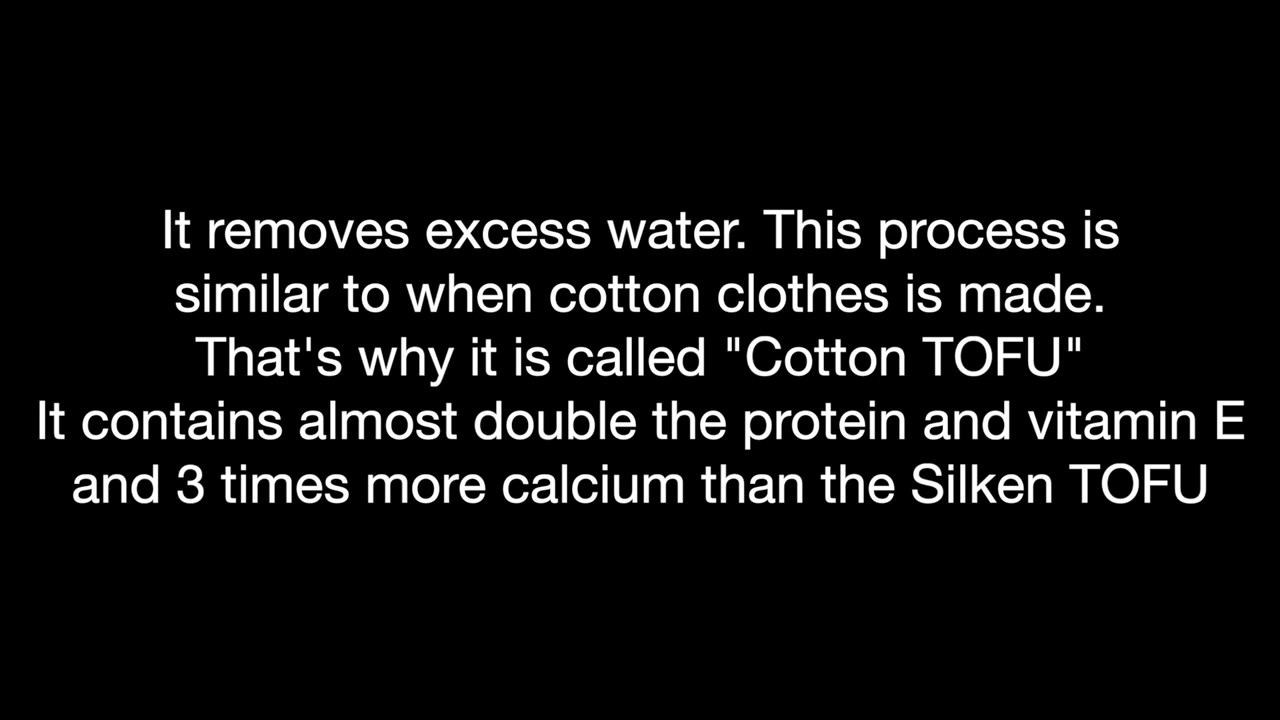 It removes excess water. This process is
similar to when cotton clothes is made.
That's why it is called "Cotton TOFU"
It contains almost double the protein and vitamin E
and 3 times more calcium than the Silken TOFU